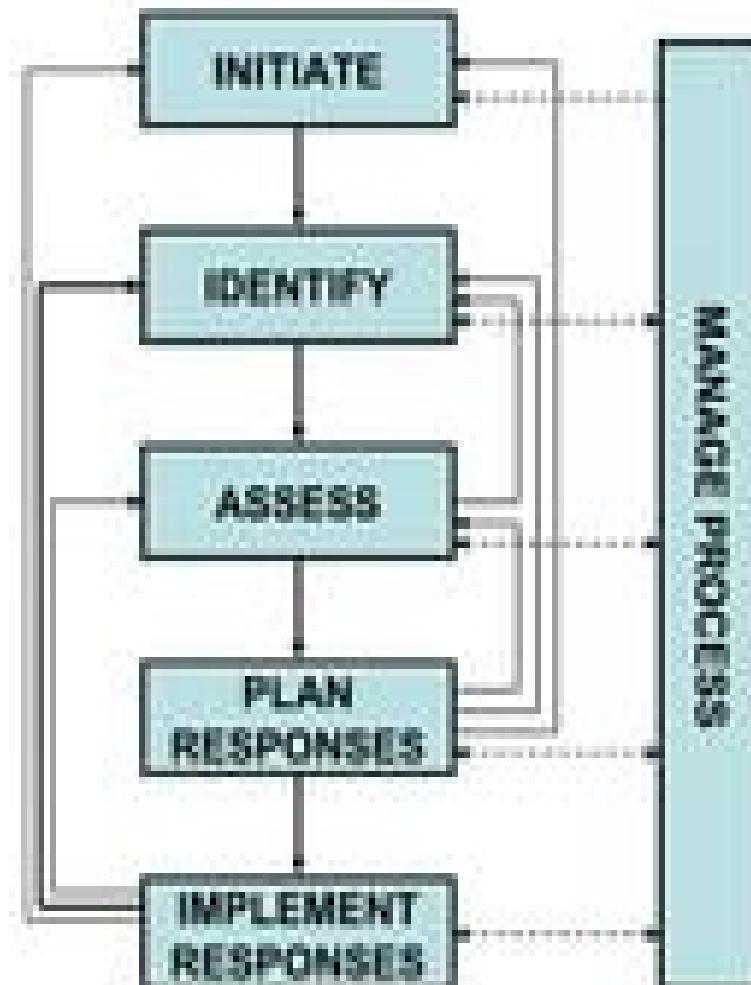 INITIATE
IDENTIFY
ASSESS
PLAN
RESPONSES
IMPLEMENT
RESPONSES
MANAGE PROCESS